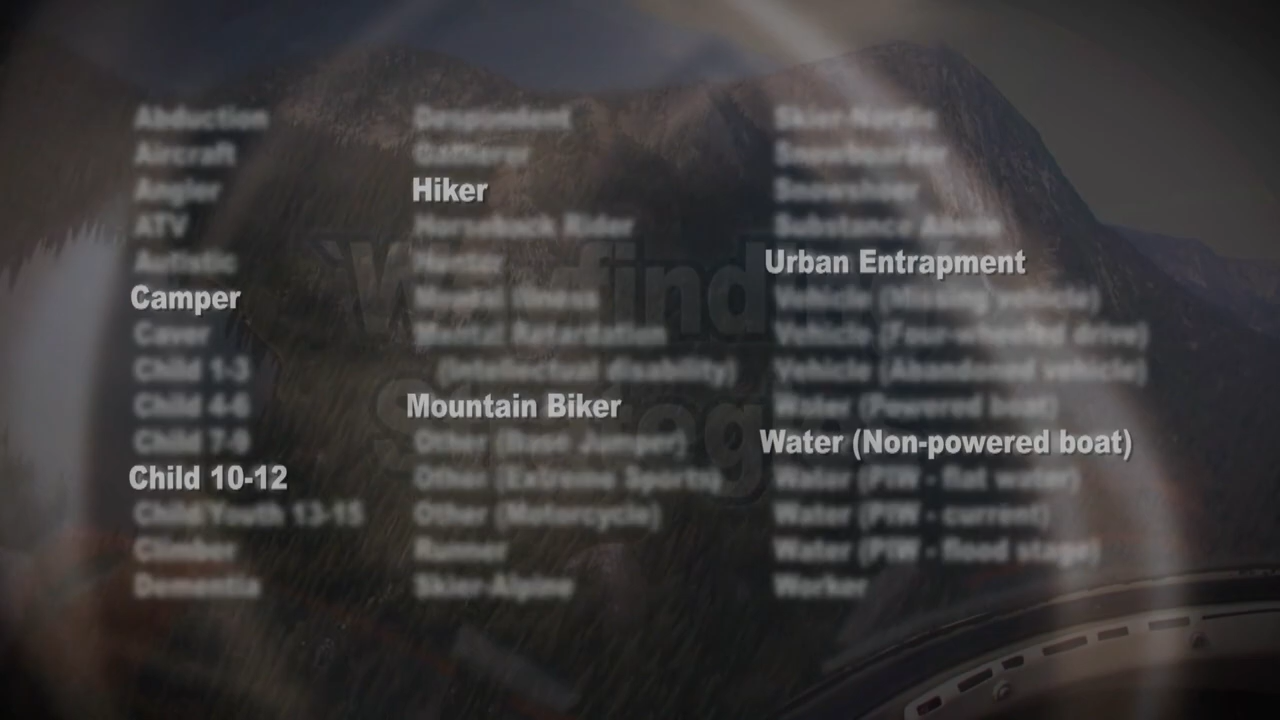 Abduction
Aircraft
Angler
ATV
Autistic
Camper
Caver
Child 1-3
Child 4-6
Child 7-9
Child 10-12
Child/Youth 13-15
Climber
Dementia
Despondent
Gatherer
Hiker
Horseback Rider
Hunter
Mental Illness
Mental Retardation
(Intellectual disability)
Mountain Biker
Other (Base Jumper)
Other (Extreme Sports)
Other (Motorcycle)
Runner
Skier-Alpine
Skier-Nordic
Snowboarder
Snowshoer
Substance Abuse
Urban Entrapment
Vehicle (Missing vehicle)
Vehicle (Four-wheeled drive)
Vehicle (Abandoned vehicle)
Water (Powered boat)
Water (Non-powered boat)
Water (PIW - flat water)
Water (PIW - current)
Water (PIW - flood stage)
Worker